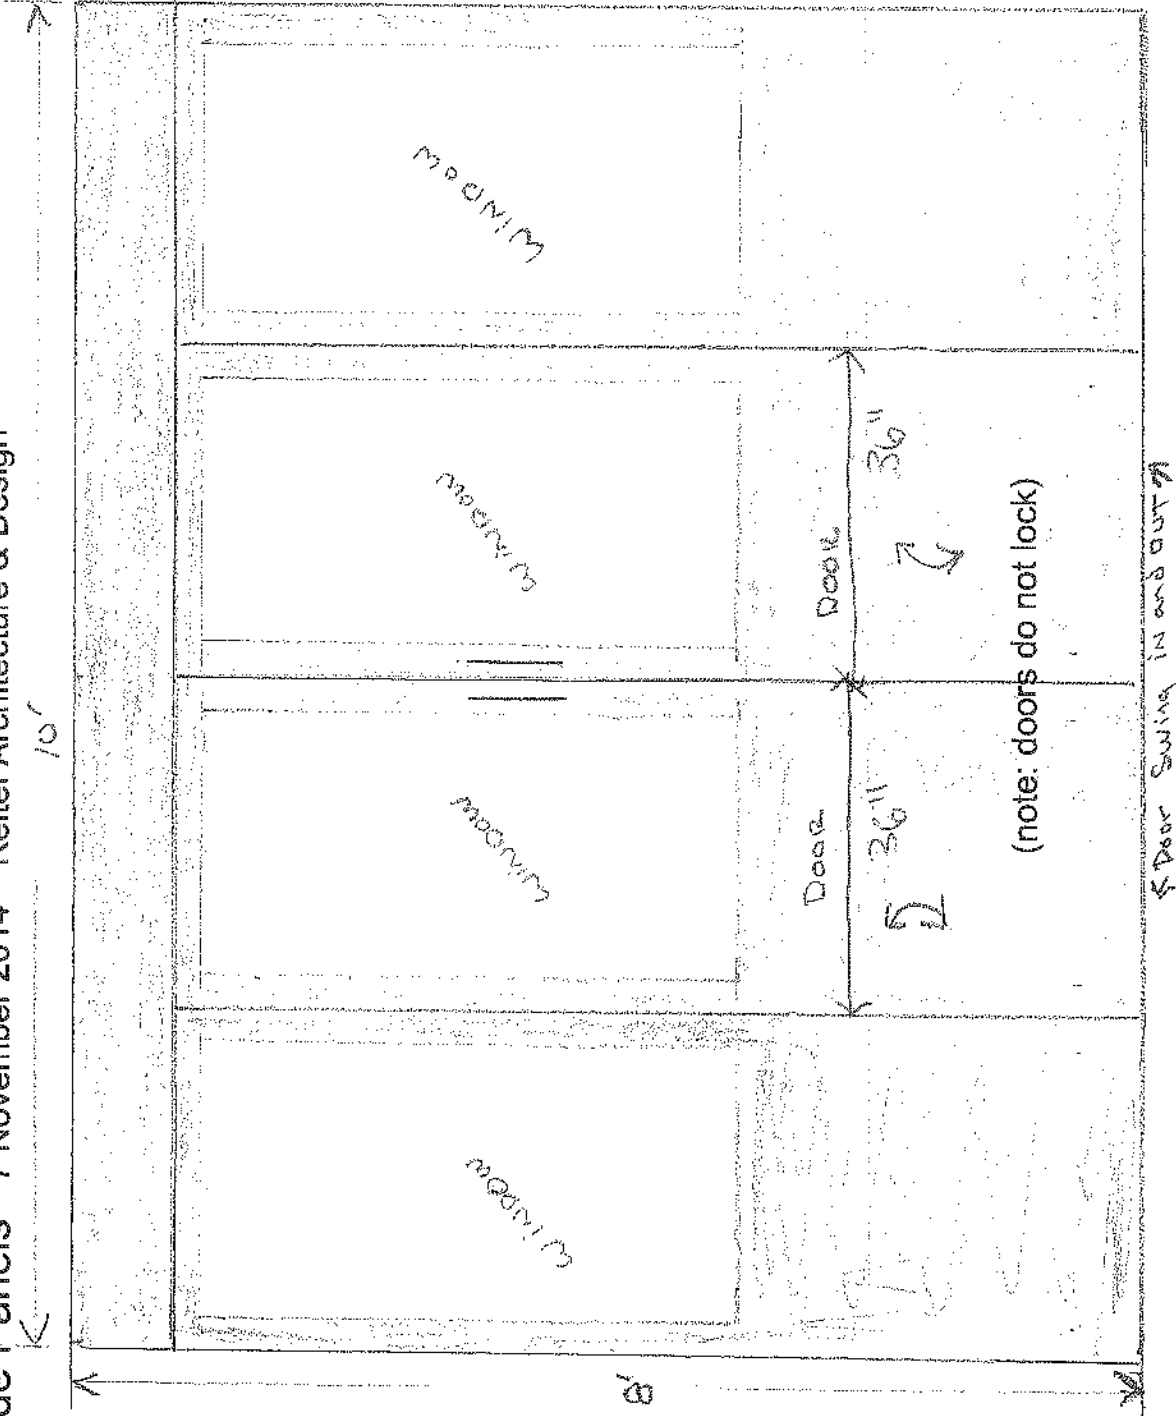 7 November 2014 Reiter Architecture & Design
10'
8'
Window
Window
Window
Window
Door
Door
36"
36"
(note: doors do not lock)
Door Swing IN and OUT